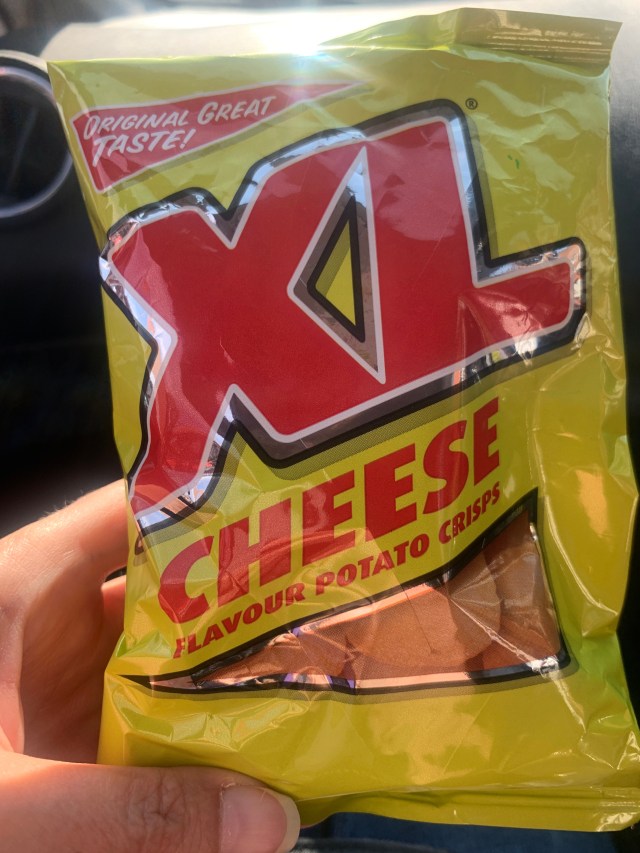 ORIGINAL GREAT
TASTE!
XL®
CHEESE
FLAVOUR POTATO CRISPS